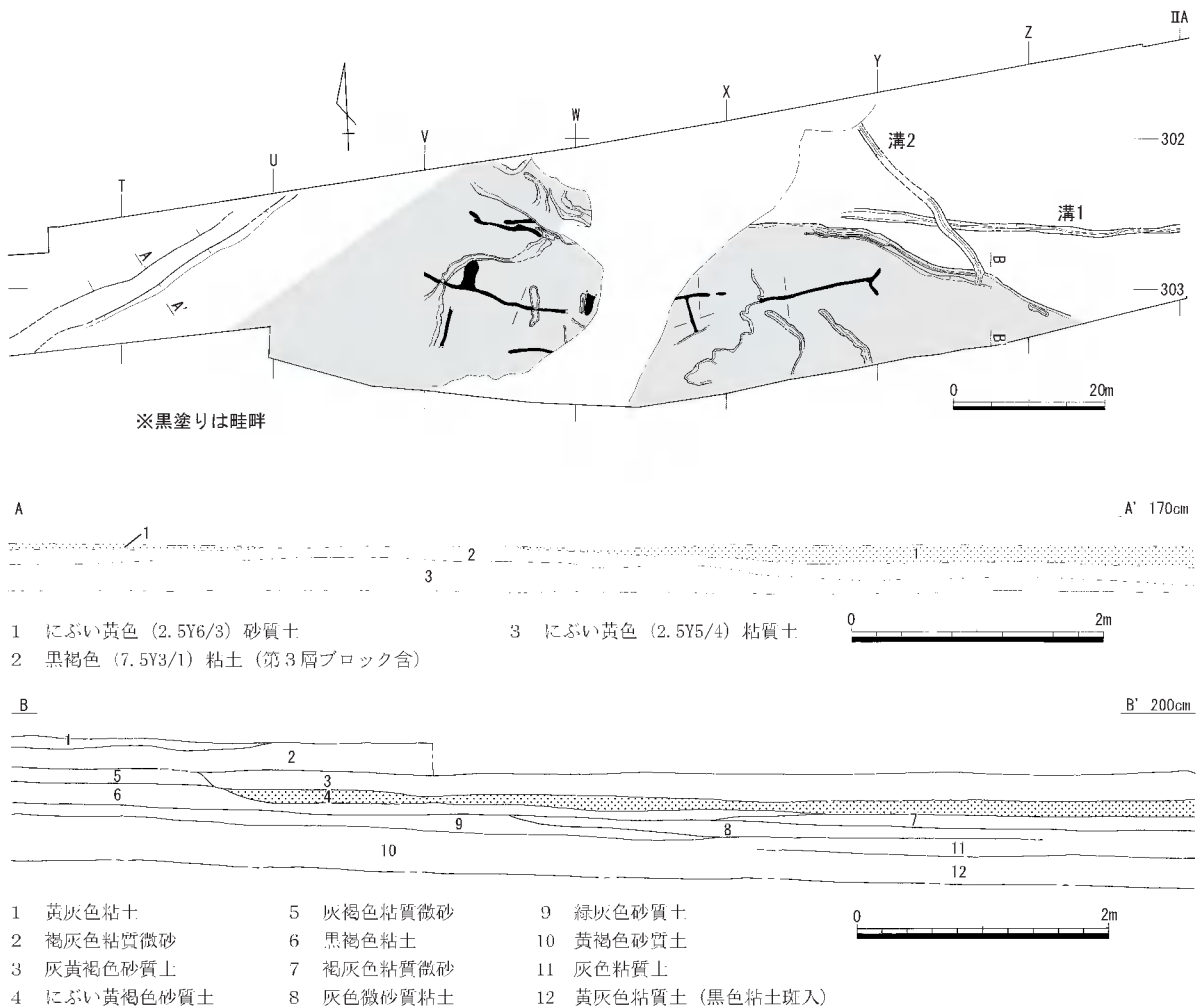 ⅡA
Z
Y
X
W
V
U
T
302
303
溝2
溝1
A
A'
B
B'
0 20m
※黒塗りは畦畔
A A' 170cm
1
2
1
3
1 にぶい黄色 (2.5Y6/3) 砂質土
2 黒褐色 (7.5Y3/1) 粘土 (第3層ブロック含)
3 にぶい黄色 (2.5Y5/4) 粘質土
0 2m
B B' 200cm
1
2
5
3
6
4
7
9
8
10
11
12
1 黄灰色粘土
2 褐灰色粘質微砂
3 灰黄褐色砂質土
4 にぶい黄褐色砂質土
5 灰褐色粘質微砂
6 黒褐色粘土
7 褐灰色粘質微砂
8 灰色微砂質粘土
9 緑灰色砂質土
10 黄褐色砂質土
11 灰色粘質土
12 黄灰色粘質土 (黒色粘土斑入)
0 2m